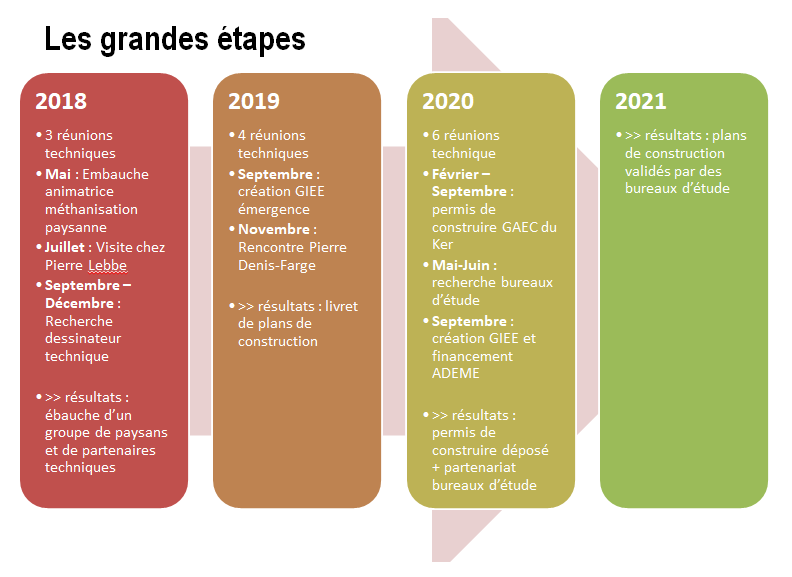 Les grandes étapes
2018
• 3 réunions
techniques
• Mai : Embauche
animatrice
méthanisation
paysanne
• Juillet : Visite chez
Pierre Lebbe
• Septembre –
Décembre :
Recherche
dessinateur
technique
• >> résultats :
ébauche d’un
groupe de paysans
et de partenaires
techniques
2019
• 4 réunions
techniques
• Septembre :
création GIEE
émergence
• Novembre :
Rencontre Pierre
Denis-Farge
• >> résultats : livret
de plans de
construction
2020
• 6 réunions
technique
• Février –
Septembre :
permis de
construire GAEC du
Ker
• Mai-Juin :
recherche bureaux
d’étude
• Septembre :
création GIEE et
financement
ADEME
• >> résultats :
permis de
construire déposé
+ partenariat
bureaux d’étude
2021
• >> résultats : plans
de construction
validés par des
bureaux d’étude